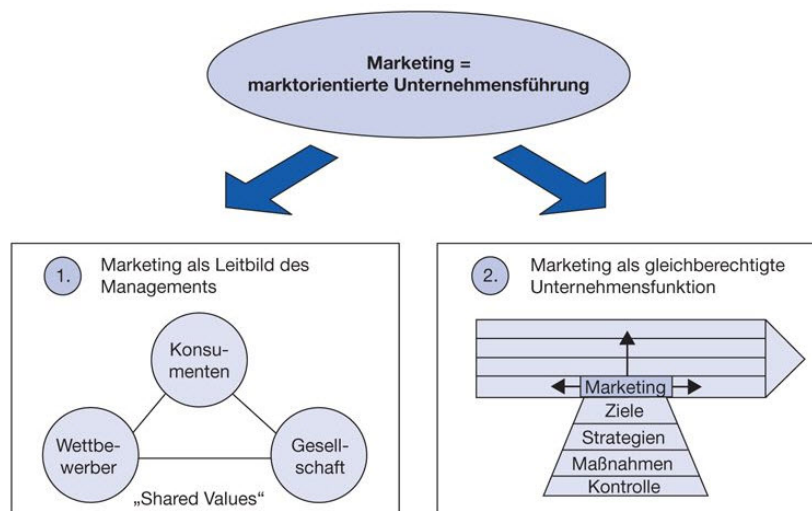 Marketing =
marktorientierte Unternehmensführung
1.
Marketing als Leitbild des
Managements
Konsu-
menten
Wettbe-
werber
Gesell-
schaft
„Shared Values“
2.
Marketing als gleichberechtigte
Unternehmensfunktion
Marketing
Ziele
Strategien
Maßnahmen
Kontrolle